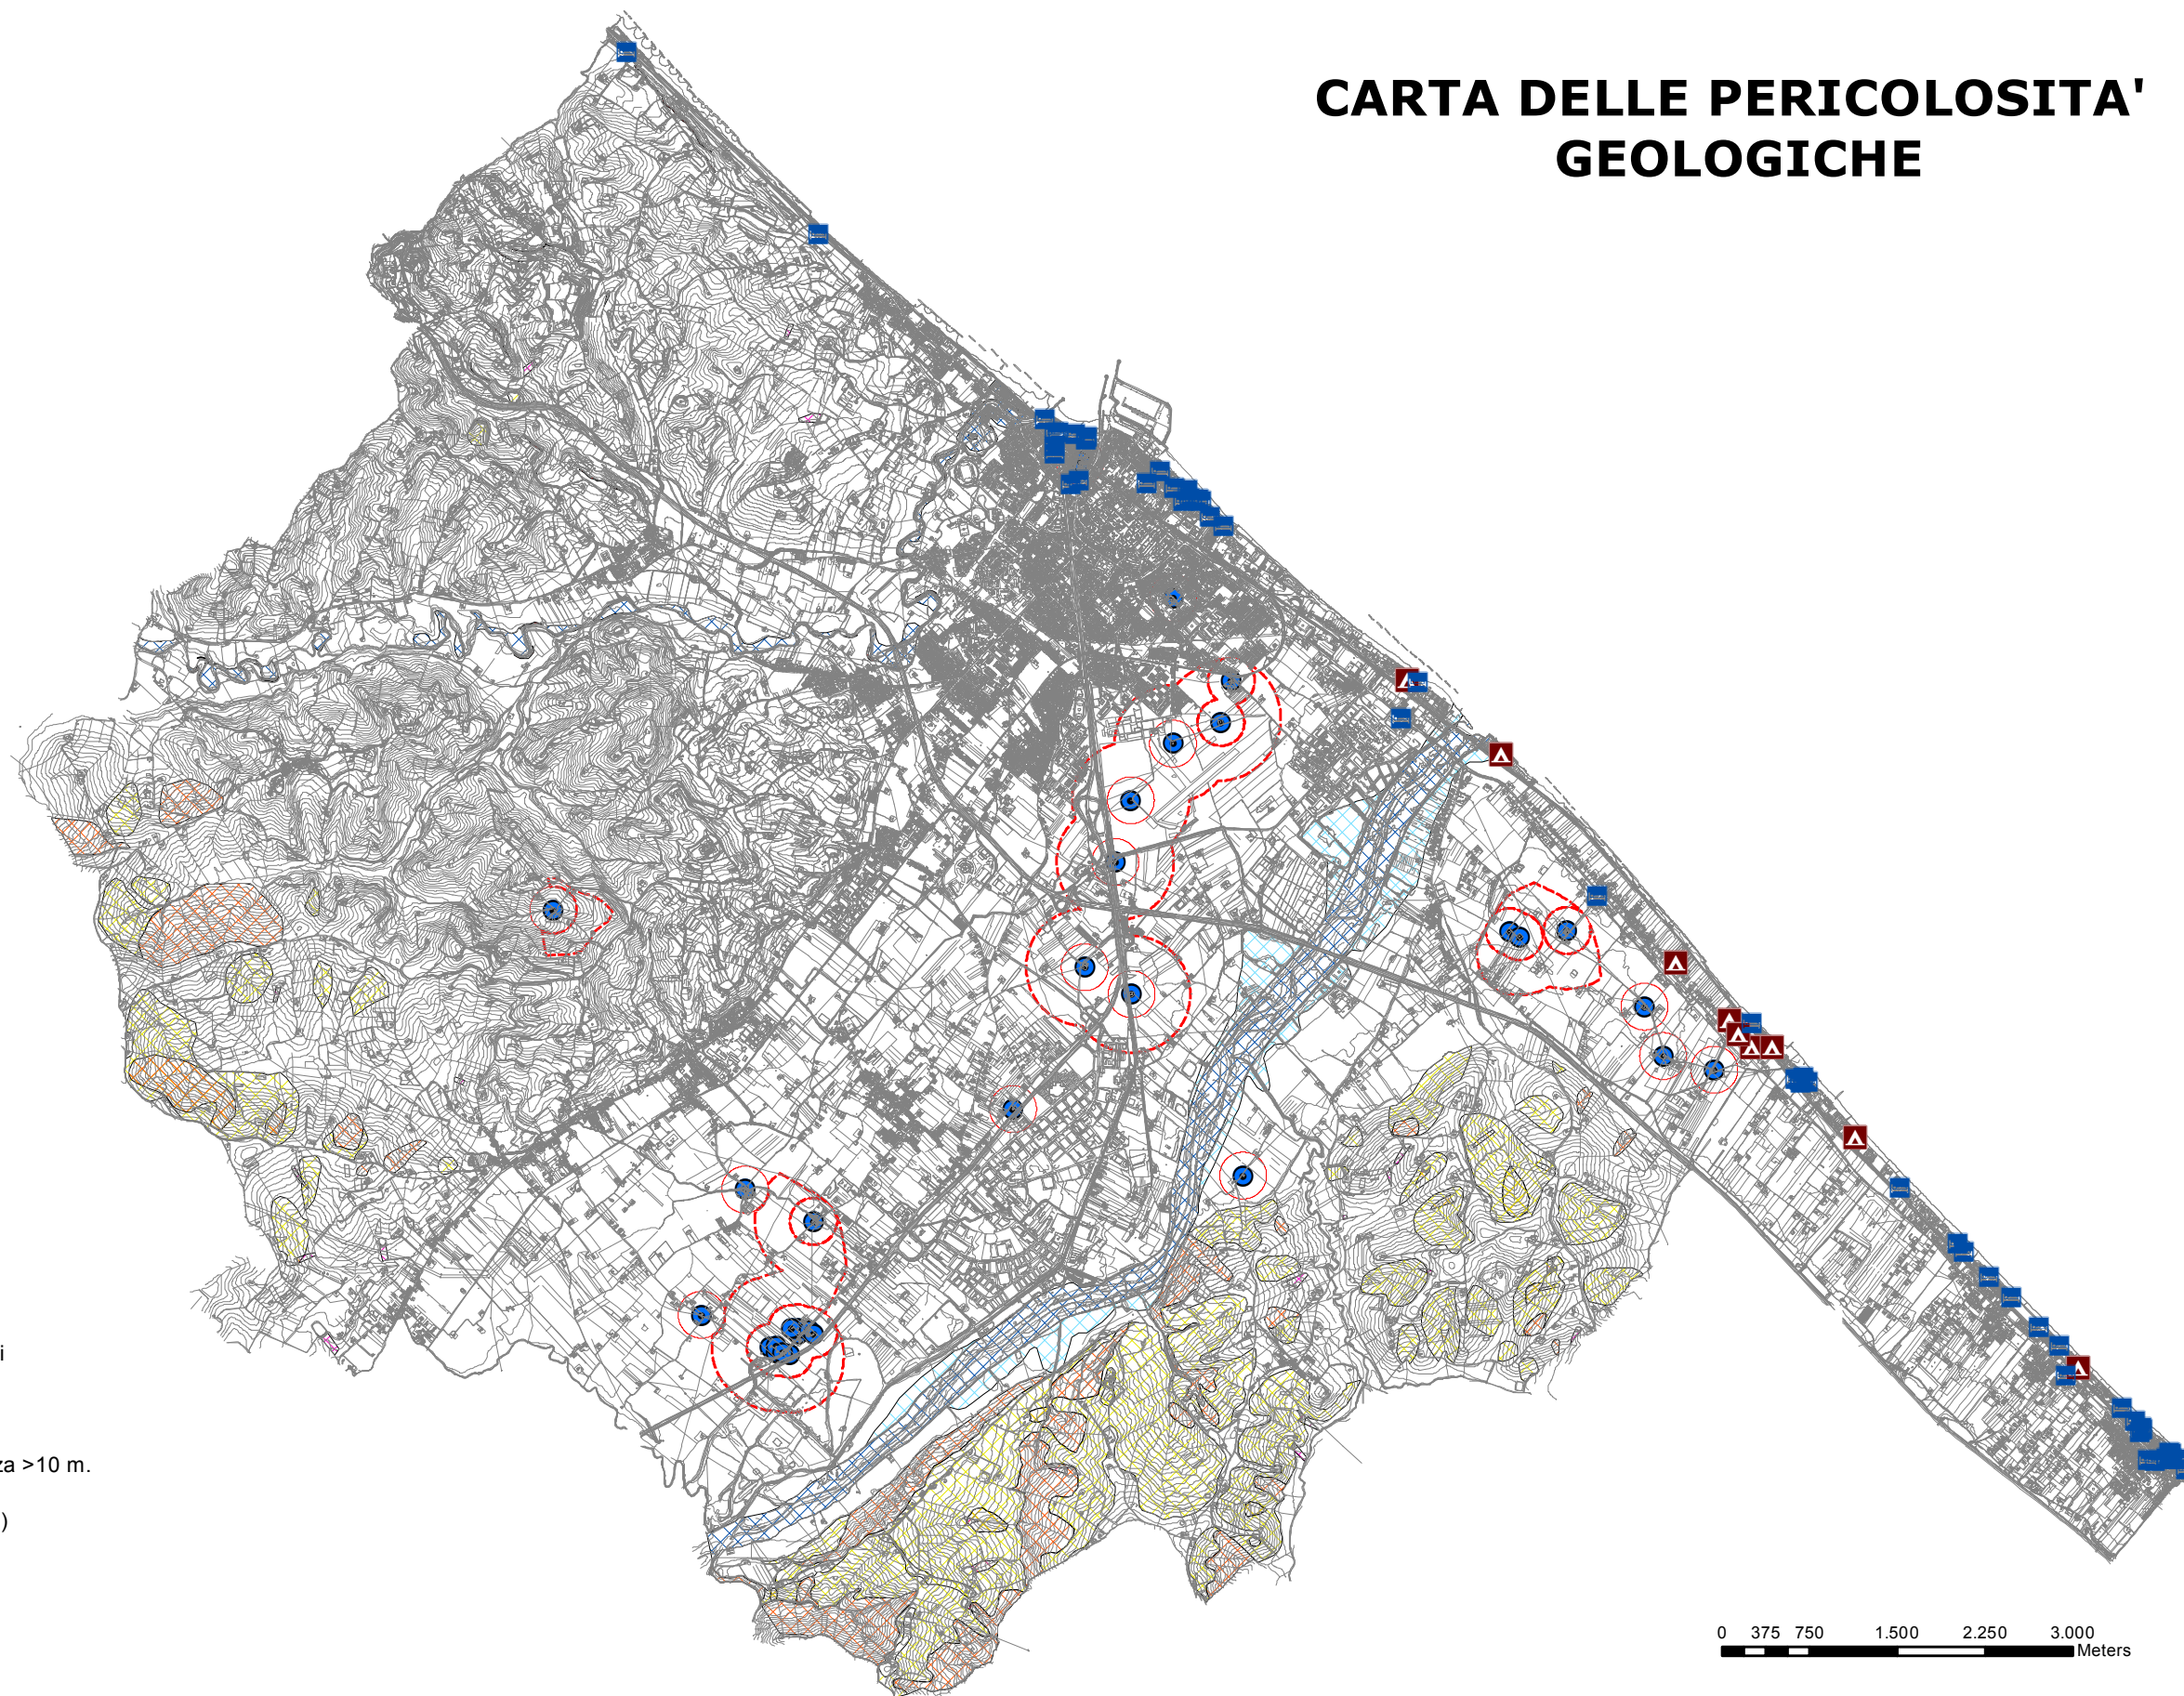 CARTA DELLE PERICOLOSITA'
GEOLOGICHE
i
za >10 m.
)
0 375 750 1.500 2.250 3.000
Meters